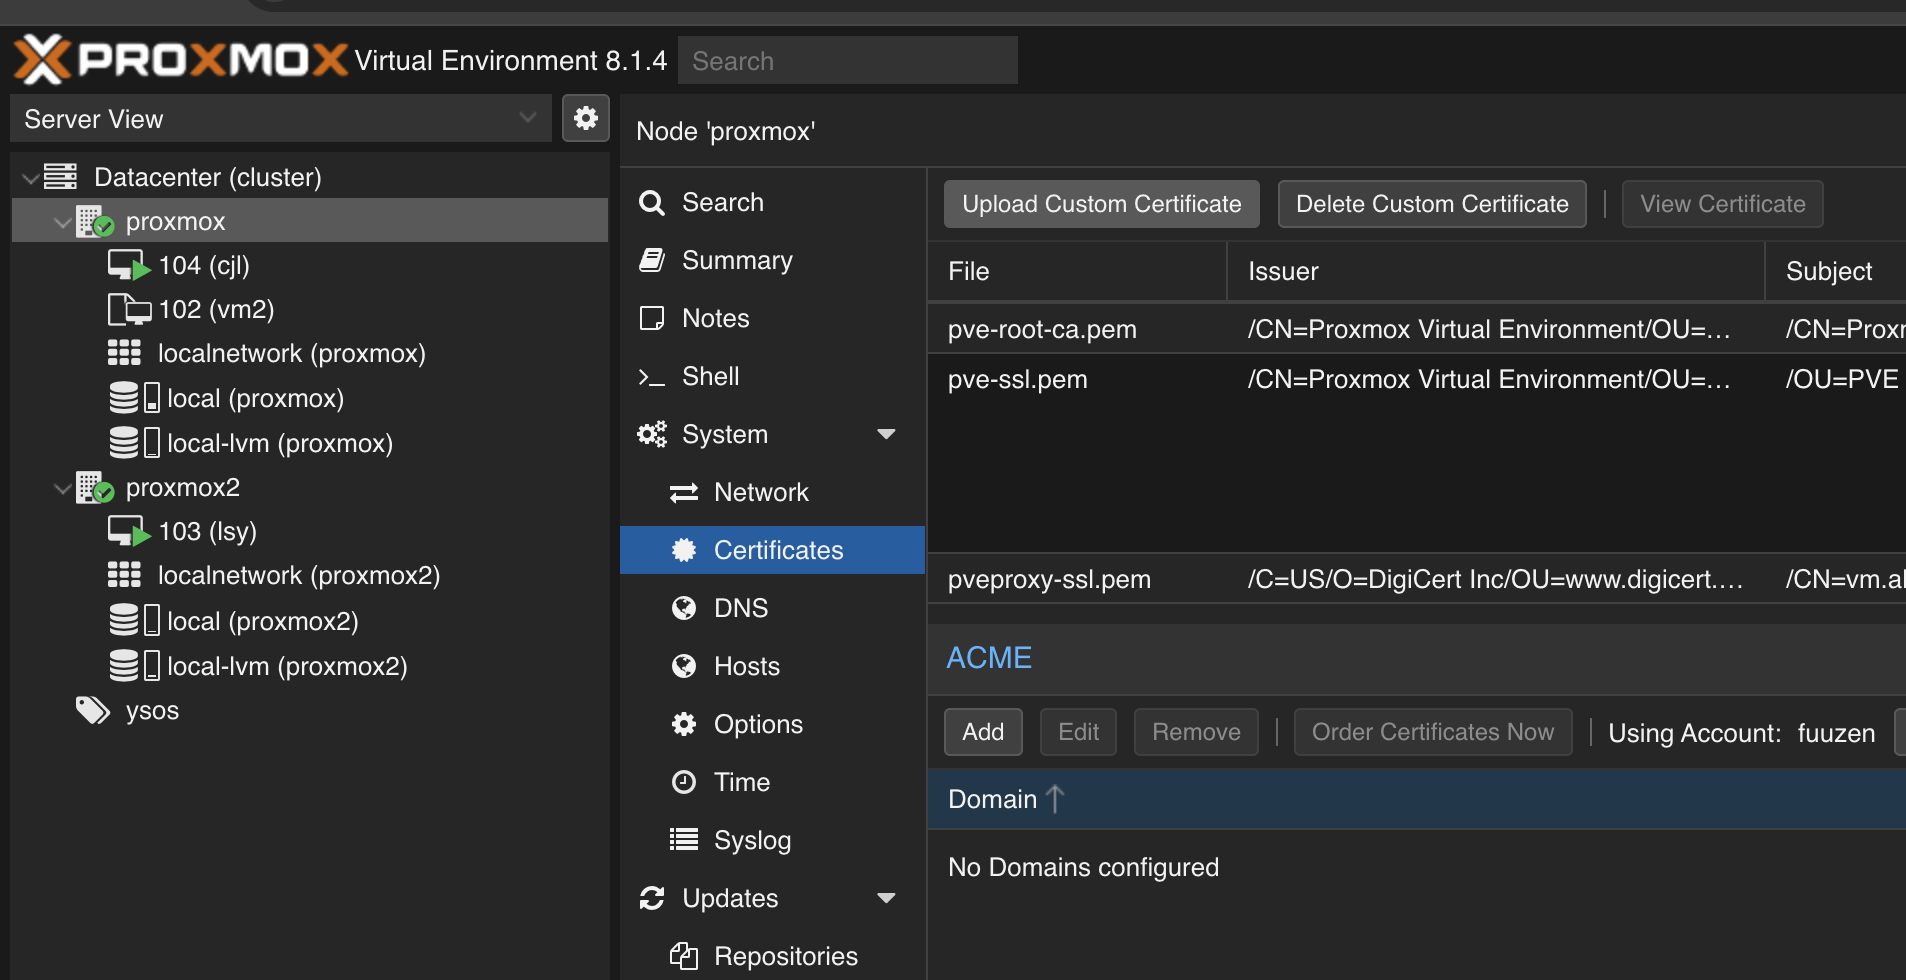 PROXMOX Virtual Environment 8.1.4 Search
Server View
Datacenter (cluster)
proxmox
104 (cjl)
102 (vm2)
localnetwork (proxmox)
local (proxmox)
local-lvm (proxmox)
proxmox2
103 (lsy)
localnetwork (proxmox2)
local (proxmox2)
local-lvm (proxmox2)
ysos
Node 'proxmox'
Search
Summary
Notes
Shell
System
Network
Certificates
DNS
Hosts
Options
Time
Syslog
Updates
Repositories
Upload Custom Certificate Delete Custom Certificate View Certificate
File Issuer Subject
pve-root-ca.pem /CN=Proxmox Virtual Environment/OU=… /CN=Prox
pve-ssl.pem /CN=Proxmox Virtual Environment/OU=… /OU=PVE
pveproxy-ssl.pem /C=US/O=DigiCert Inc/OU=www.digicert.… /CN=vm.a
ACME
Add Edit Remove Order Certificates Now Using Account: fuuzen
Domain
No Domains configured